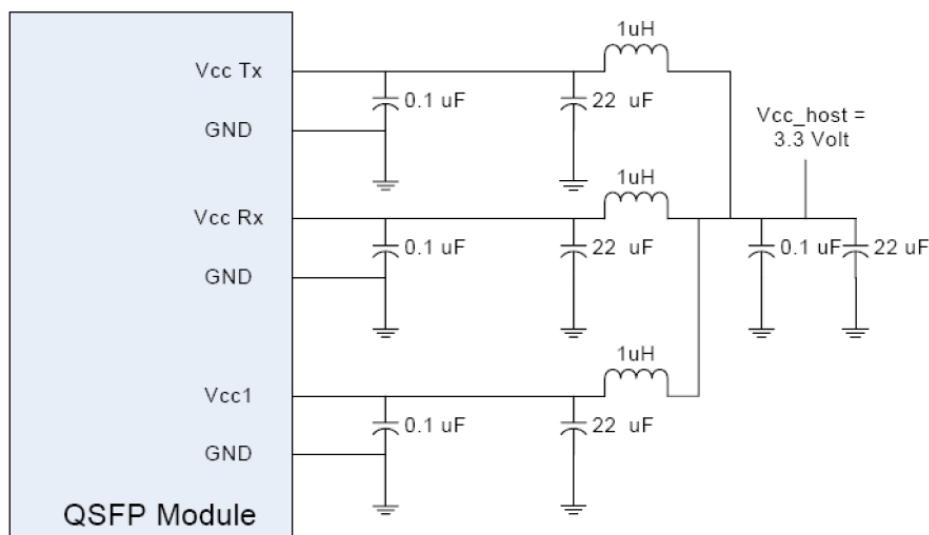 1uH
Vcc Tx
0.1 uF
22 uF
GND
Vcc_host =
3.3 Volt
1uH
Vcc Rx
0.1 uF
22 uF
0.1 uF
22 uF
GND
1uH
Vcc1
0.1 uF
22 uF
GND
QSFP Module